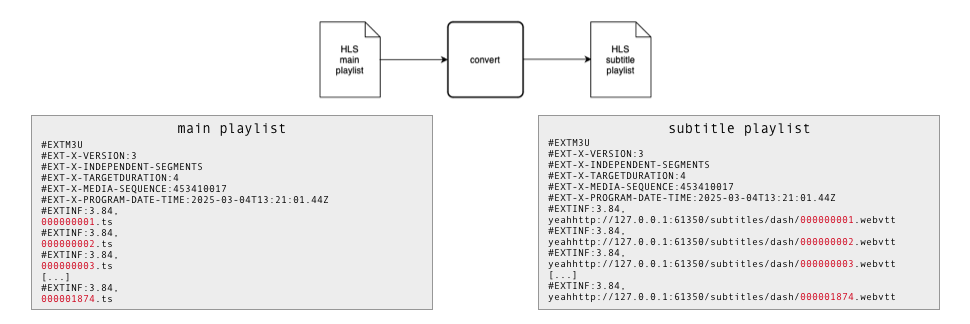 HLS
main
playlist
convert
HLS
subtitle
playlist
main playlist
#EXTM3U
#EXT-X-VERSION:3
#EXT-X-INDEPENDENT-SEGMENTS
#EXT-X-TARGETDURATION:4
#EXT-X-MEDIA-SEQUENCE:453410017
#EXT-X-PROGRAM-DATE-TIME:2025-03-04T13:21:01.44Z
#EXTINF:3.84,
000000001.ts
#EXTINF:3.84,
000000002.ts
#EXTINF:3.84,
000000003.ts
[...]
#EXTINF:3.84,
000001874.ts
subtitle playlist
#EXTM3U
#EXT-X-VERSION:3
#EXT-X-INDEPENDENT-SEGMENTS
#EXT-X-TARGETDURATION:4
#EXT-X-MEDIA-SEQUENCE:453410017
#EXT-X-PROGRAM-DATE-TIME:2025-03-04T13:21:01.44Z
#EXTINF:3.84,
yeahhttp://127.0.0.1:61350/subtitles/dash/000000001.webvtt
#EXTINF:3.84,
yeahhttp://127.0.0.1:61350/subtitles/dash/000000002.webvtt
#EXTINF:3.84,
yeahhttp://127.0.0.1:61350/subtitles/dash/000000003.webvtt
[...]
#EXTINF:3.84,
yeahhttp://127.0.0.1:61350/subtitles/dash/000001874.webvtt